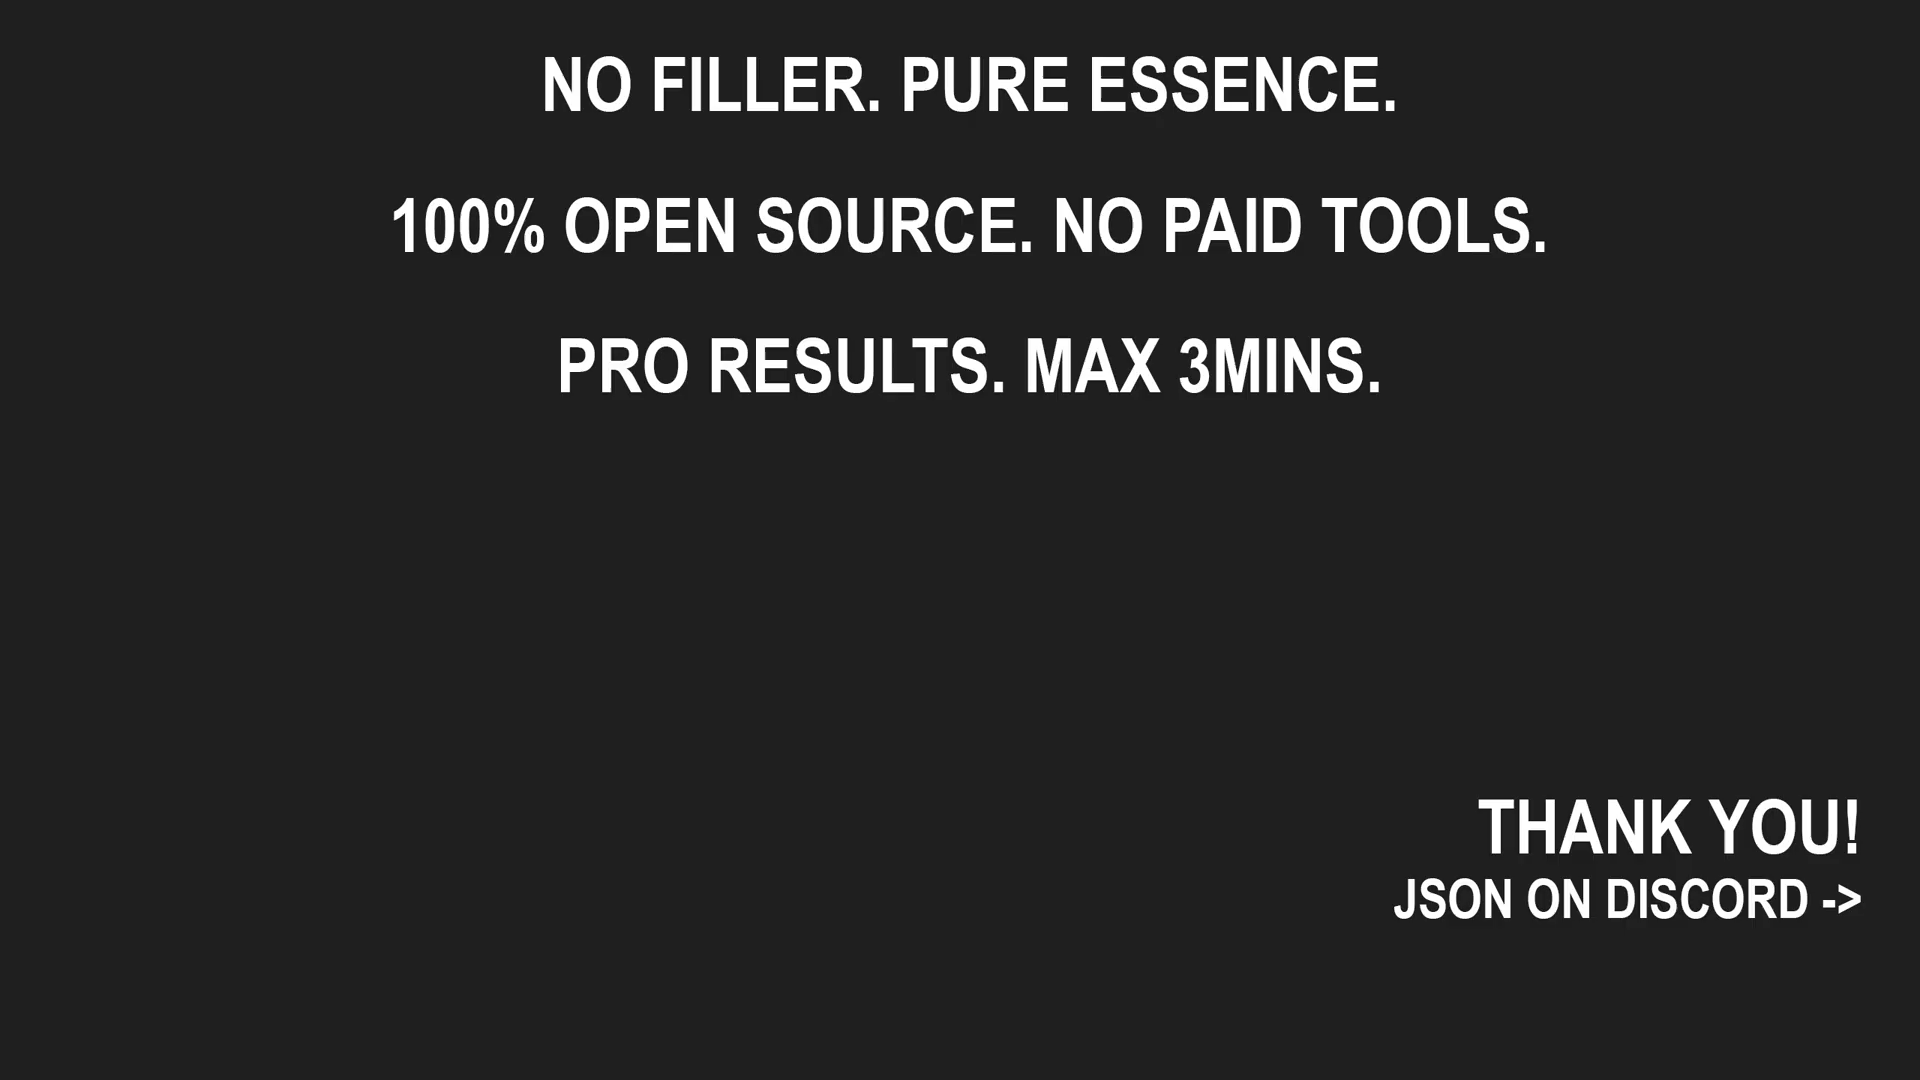 NO FILLER. PURE ESSENCE.
100% OPEN SOURCE. NO PAID TOOLS.
PRO RESULTS. MAX 3MINS.
THANK YOU!
JSON ON DISCORD ->